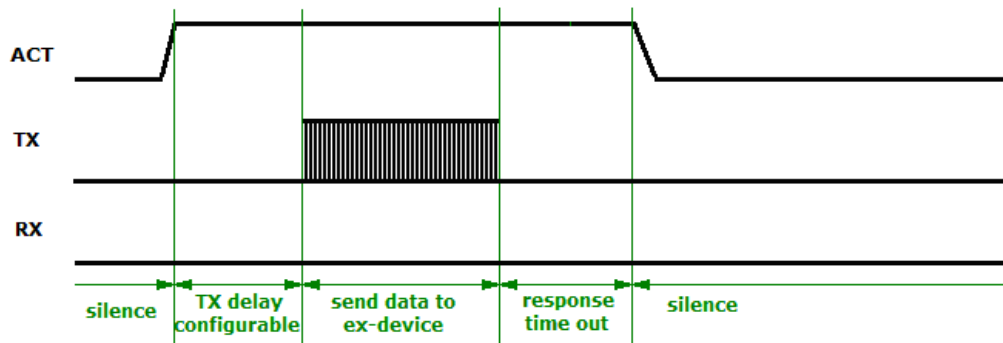 ACT
TX
RX
silence
TX delay
configurable
send data to
ex-device
response
time out
silence